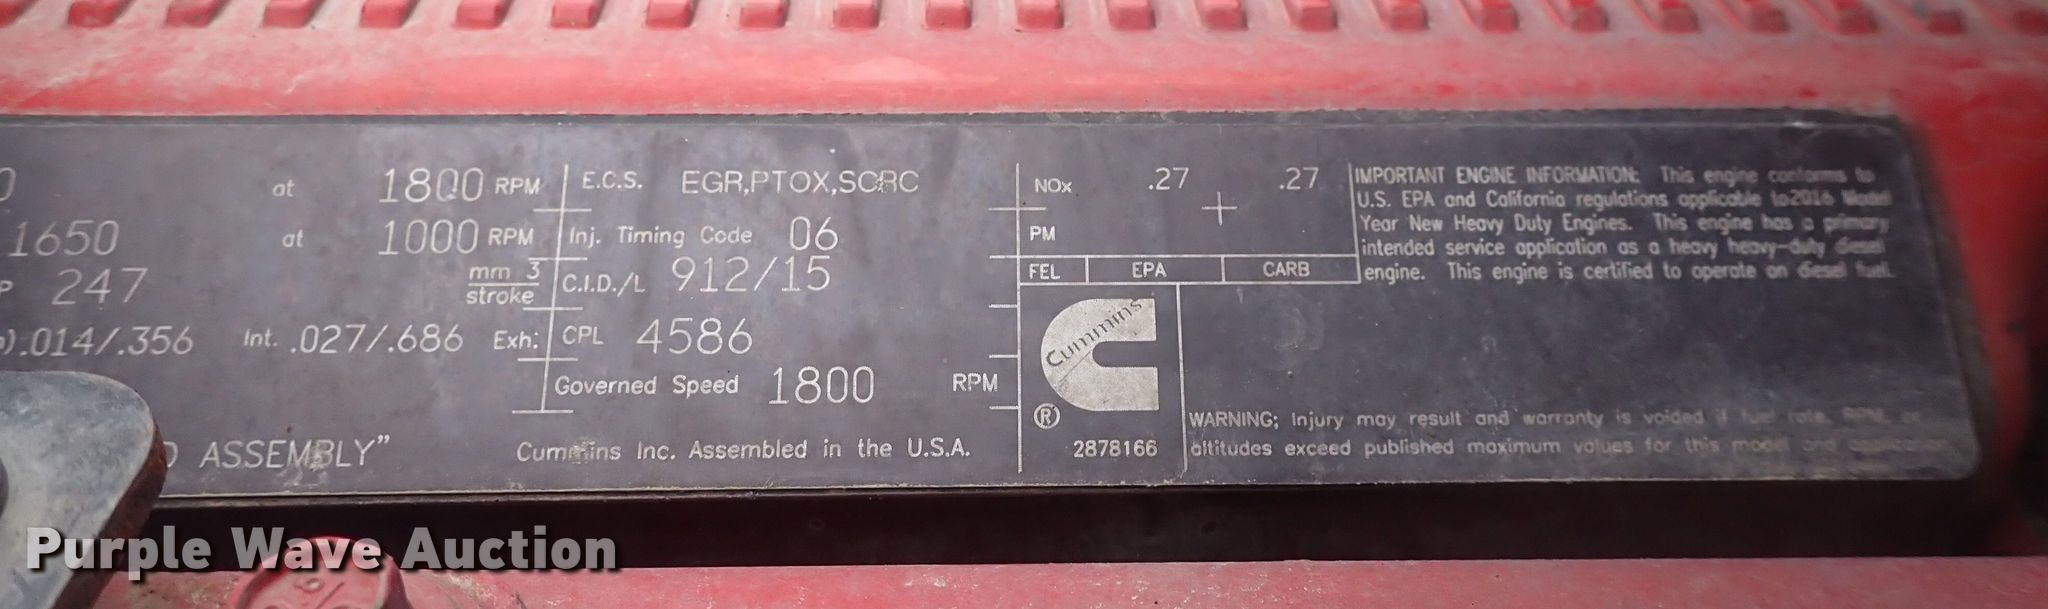 0 at 1800 RPM
1650 at 1000 RPM
P 247 mm 3
stroke
.014/.356 Int. .027/.686 Exh:
D ASSEMBLY"
E.C.S. EGR,PTOX,SCRC
Inj. Timing Code 06
C.I.D./L 912/15
CPL 4586
Governed Speed 1800 RPM
Cummins Inc. Assembled in the U.S.A.
NOx .27 .27
PM
FEL EPA CARB
Cummins
®
2878166
IMPORTANT ENGINE INFORMATION: This engine conforms to
U.S. EPA and California regulations applicable to2016 Model
Year New Heavy Duty Engines. This engine has a primary
intended service application as a heavy heavy-duty diesel
engine. This engine is certified to operate on diesel fuel.
WARNING; Injury may result and warranty is voided if fuel rate, RPM, or
altitudes exceed published maximum values for this model and application
Purple Wave Auction